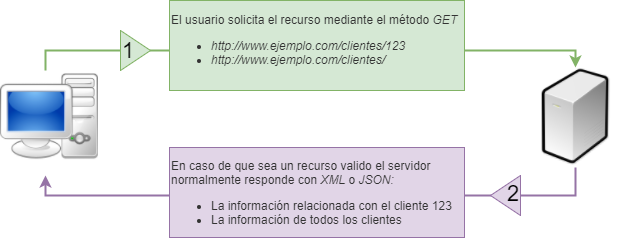 1
El usuario solicita el recurso mediante el método GET
• http://www.ejemplo.com/clientes/123
• http://www.ejemplo.com/clientes/
En caso de que sea un recurso valido el servidor
normalmente responde con XML o JSON:
• La información relacionada con el cliente 123
• La información de todos los clientes
2